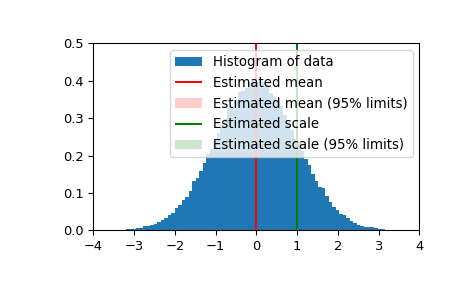 0.5
0.4
0.3
0.2
0.1
0.0
Histogram of data
Estimated mean
Estimated mean (95% limits)
Estimated scale
Estimated scale (95% limits)
−4 −3 −2 −1 0 1 2 3 4